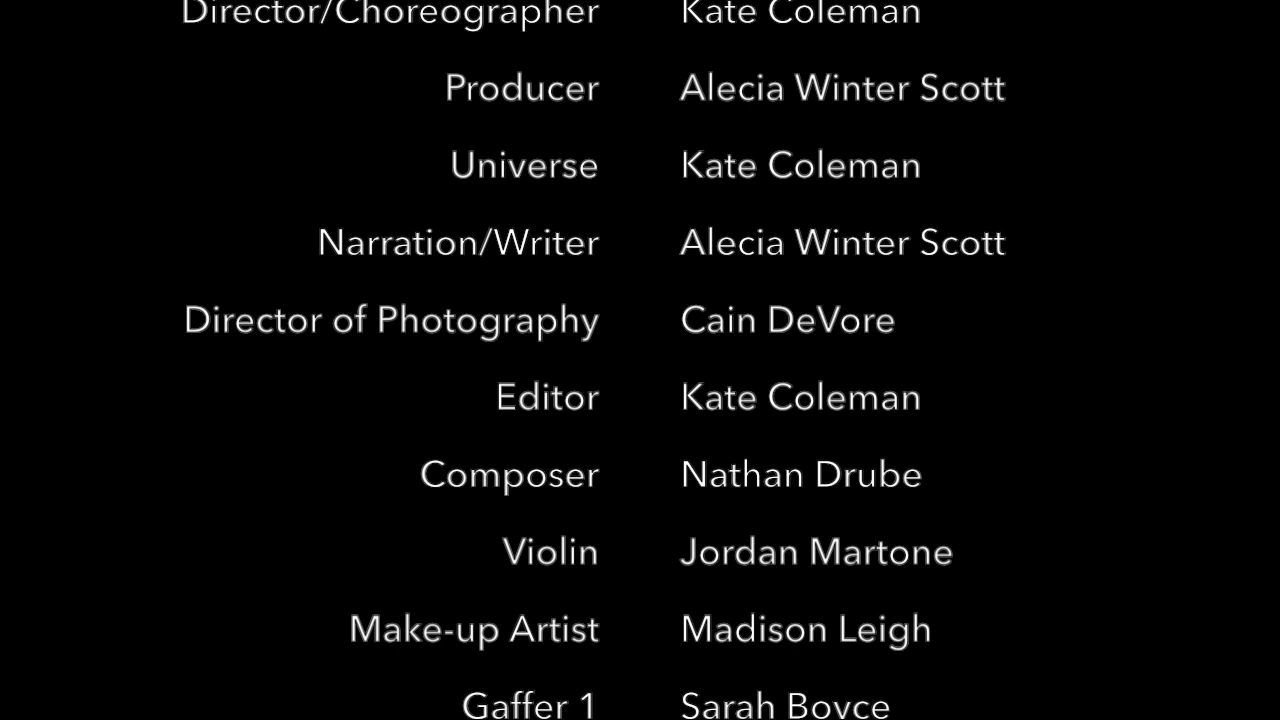 Director/Choreographer Kate Coleman
Producer Alecia Winter Scott
Universe Kate Coleman
Narration/Writer Alecia Winter Scott
Director of Photography Cain DeVore
Editor Kate Coleman
Composer Nathan Drube
Violin Jordan Martone
Make-up Artist Madison Leigh
Gaffer 1 Sarah Boyce